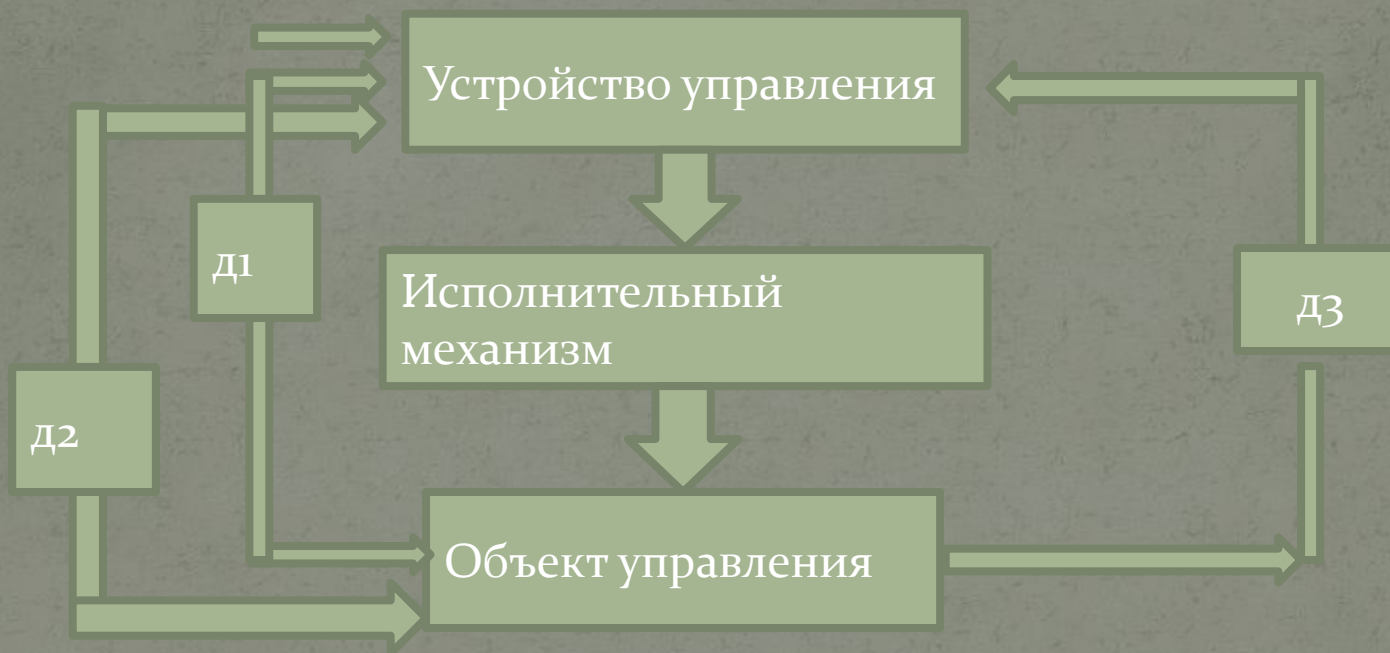 Устройство управления
д1
Исполнительный
механизм
д3
д2
Объект управления